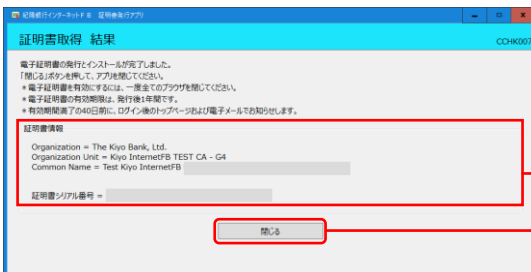 紀陽銀行インターネットFB 証明書発行アプリ
証明書取得 結果
CCHK007
電子証明書の発行とインストールが完了しました。
「閉じる」ボタンを押して、アプリを閉じてください。
*電子証明書を有効にするには、一度全てのブラウザを閉じてください。
*電子証明書の有効期限は、発行後1年間です。
*有効期間満了の40日前に、ログイン後のトップページおよび電子メールでお知らせします。
証明書情報
Organization = The Kiyo Bank, Ltd.
Organization Unit = Kiyo InternetFB TEST CA - G4
Common Name = Test Kiyo InternetFB
証明書シリアル番号 =
閉じる